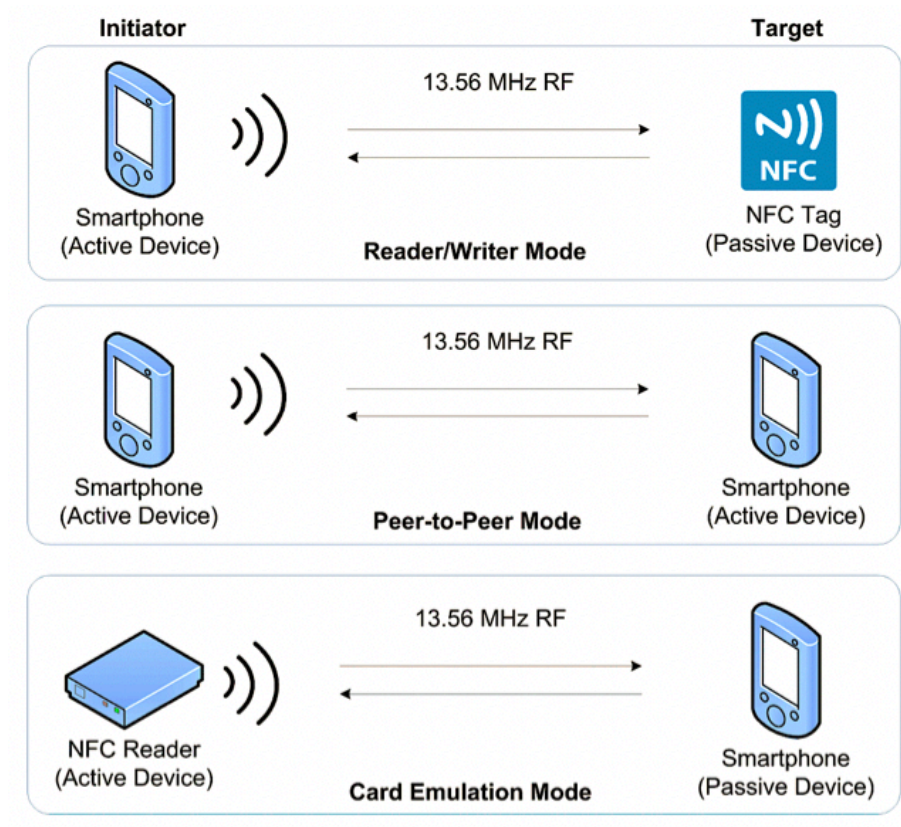 Initiator
Target
13.56 MHz RF
NFC
Smartphone
(Active Device)
NFC Tag
(Passive Device)
Reader/Writer Mode
13.56 MHz RF
Smartphone
(Active Device)
Smartphone
(Active Device)
Peer-to-Peer Mode
13.56 MHz RF
NFC Reader
(Active Device)
Smartphone
(Passive Device)
Card Emulation Mode